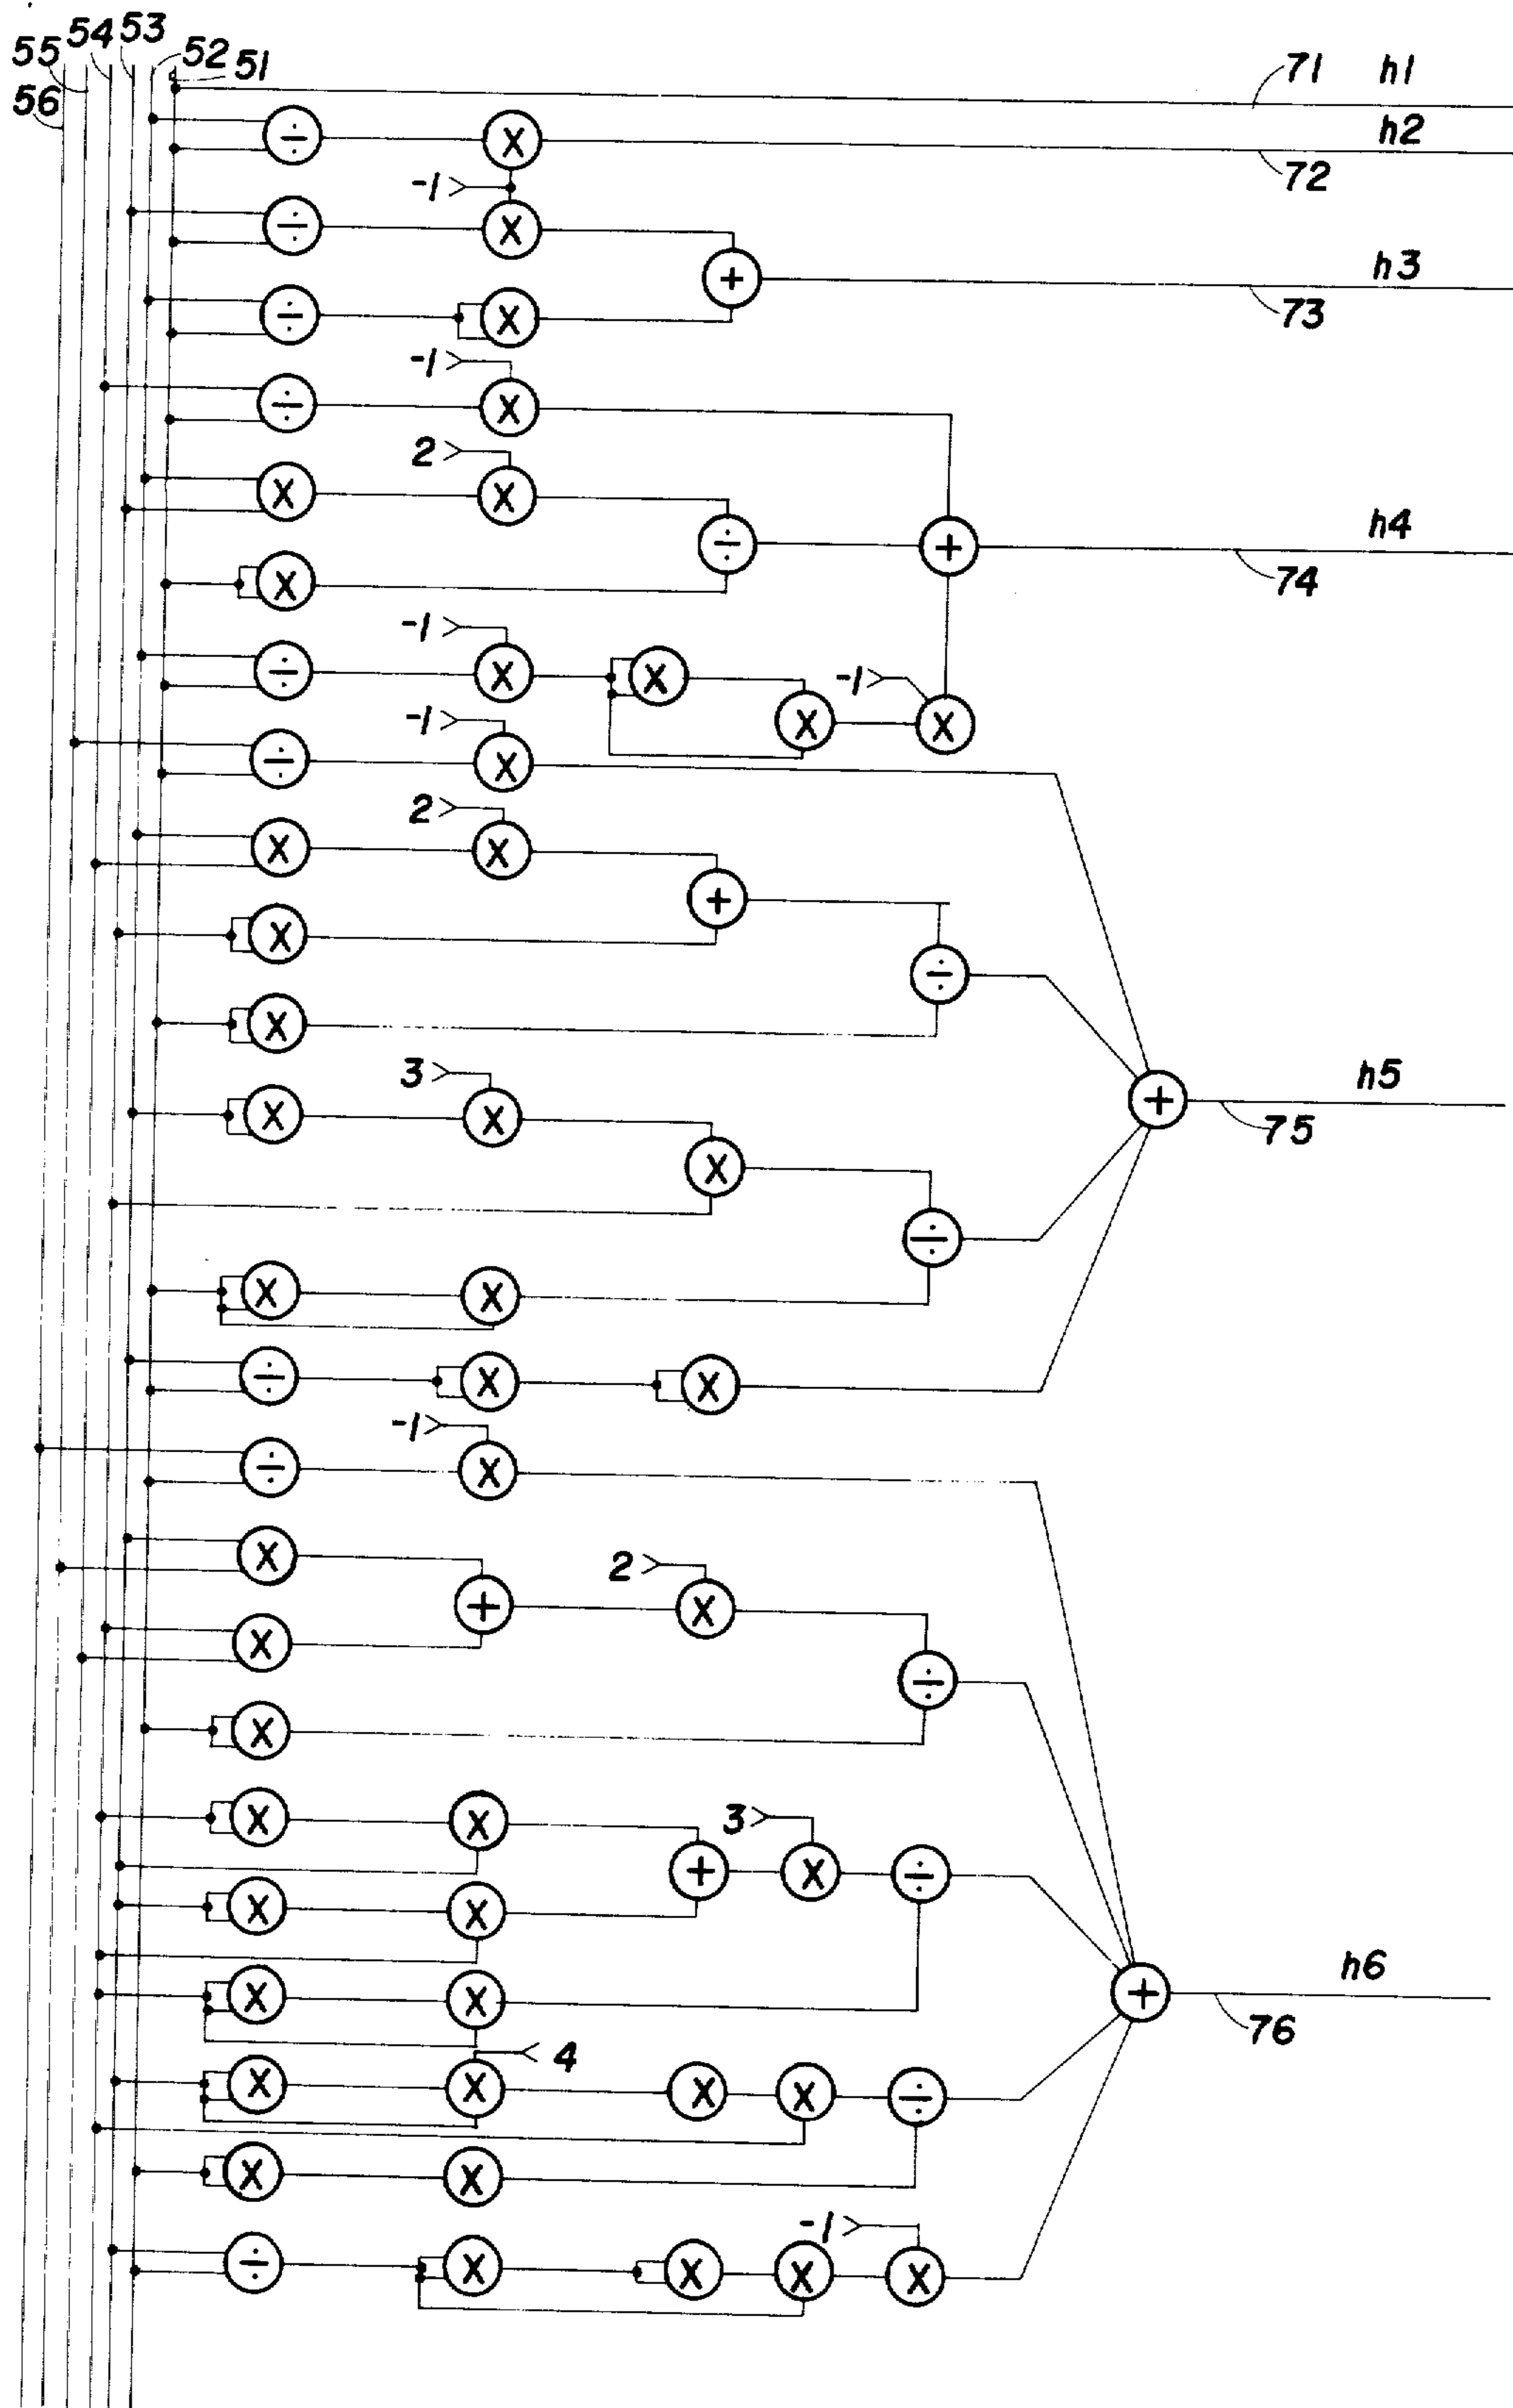 55 54 53 52 51
56
71 h1
÷ X h2
72
-1
÷ X
+ h3
73
÷ X
-1
÷ X
2
X X
÷ + h4
74
X
-1
÷ X X -1
X X
-1
÷ X
2
X X
+
X
÷
X
3
X X
+ h5
75
X
÷
X X
÷ X X
-1
÷ X
X 2
+ X
X
÷
X
X X 3
+ X ÷
X X
X X
+ h6
76
4
X X X X ÷
X X
-1
÷ X X X X